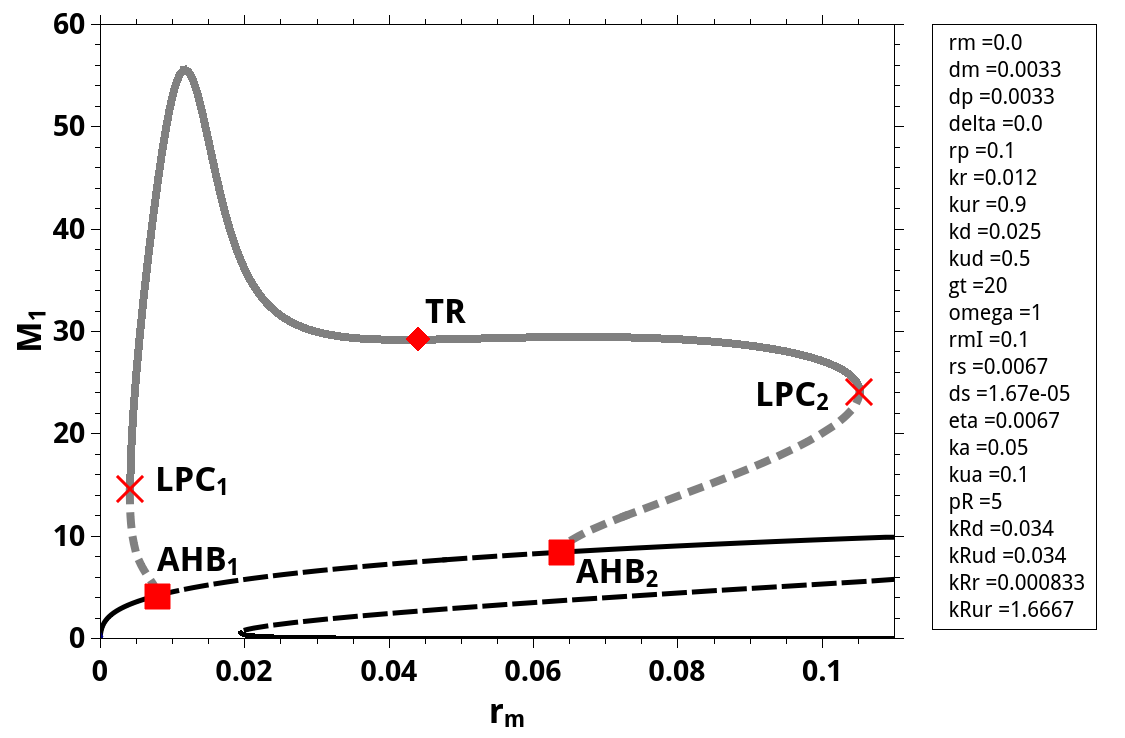 60
50
40
30
20
10
0
M1
TR
LPC2
LPC1
AHB1
AHB2
0
0.02
0.04
0.06
0.08
0.1
rm
rm =0.0
dm =0.0033
dp =0.0033
delta =0.0
rp =0.1
kr =0.012
kur =0.9
kd =0.025
kud =0.5
gt =20
omega =1
rmI =0.1
rs =0.0067
ds =1.67e-05
eta =0.0067
ka =0.05
kua =0.1
pR =5
kRd =0.034
kRud =0.034
kRr =0.000833
kRur =1.6667